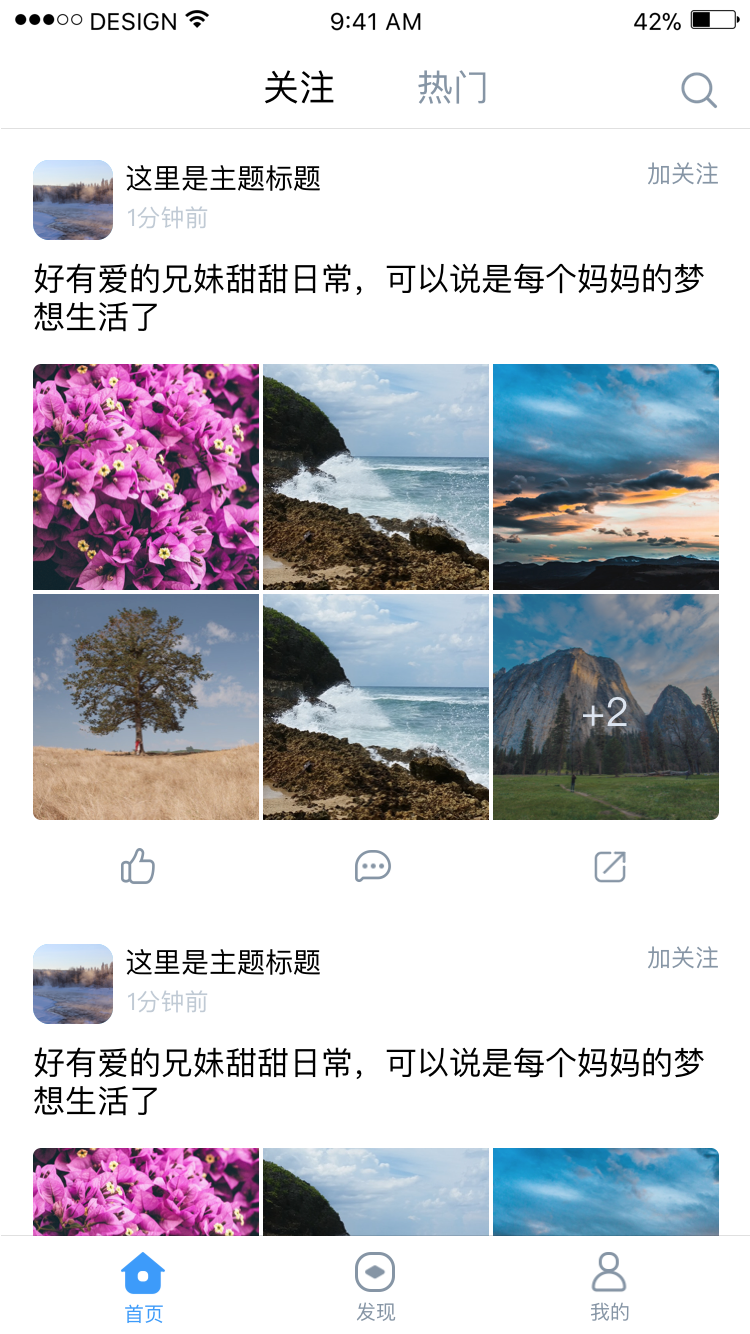 DESIGN 9:41 AM 42%
关注 热门
这里是主题标题 加关注
1分钟前
好有爱的兄妹甜甜日常，可以说是每个妈妈的梦
想生活了
+2
这里是主题标题 加关注
1分钟前
好有爱的兄妹甜甜日常，可以说是每个妈妈的梦
想生活了
首页 发现 我的